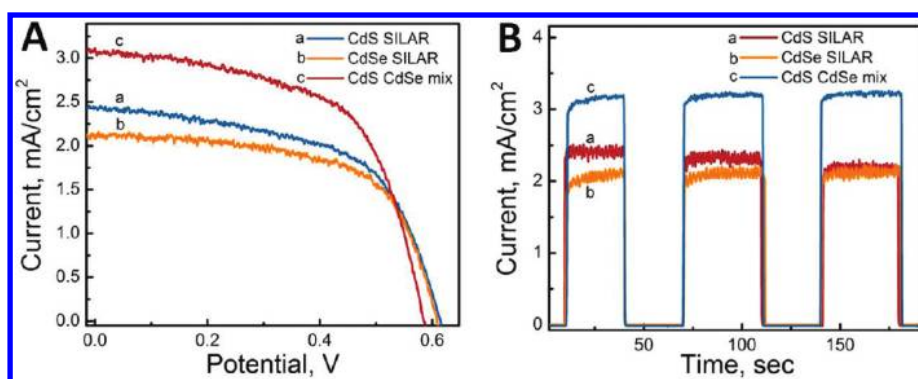 A
Current, mA/cm²
3.0
2.5
2.0
1.5
1.0
0.5
0.0
0.0 0.2 0.4 0.6
Potential, V
a CdS SILAR
b CdSe SILAR
c CdS CdSe mix
c
a
b
B
Current, mA/cm²
4
3
2
1
0
50 100 150
Time, sec
a CdS SILAR
b CdSe SILAR
c CdS CdSe mix
c
a
b